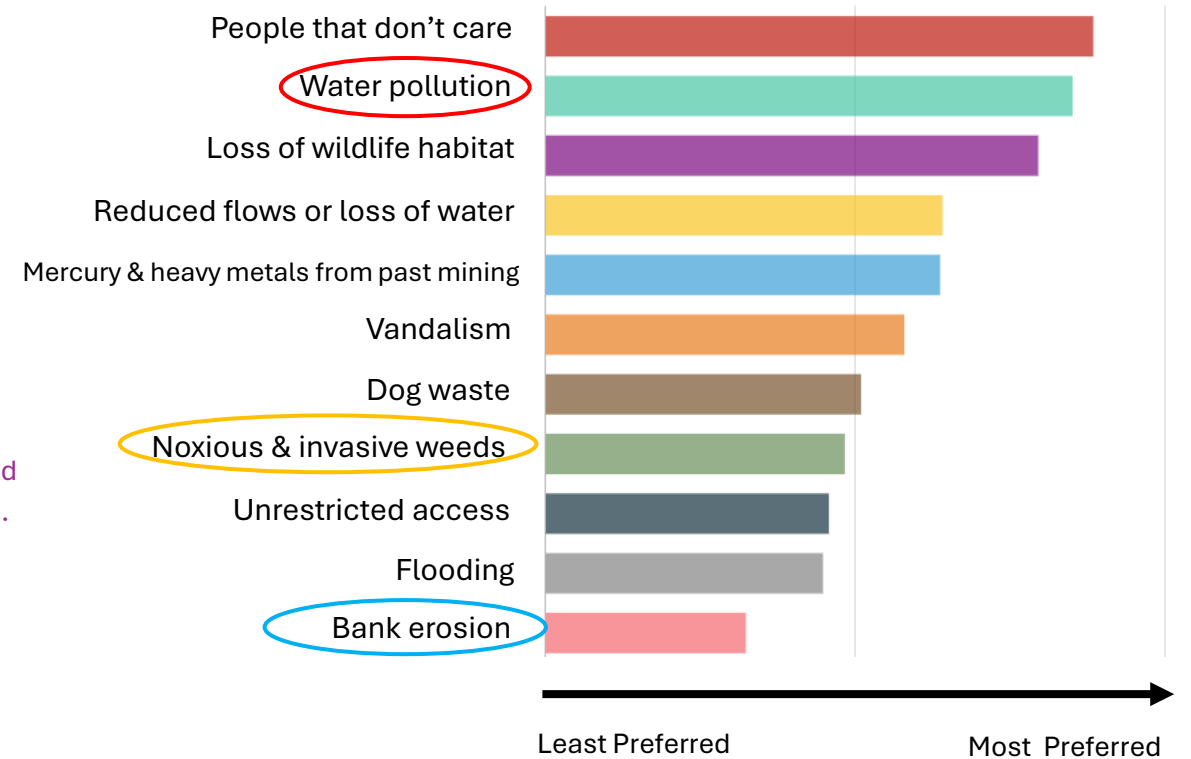 People that don’t care
Water pollution
Loss of wildlife habitat
Reduced flows or loss of water
Mercury & heavy metals from past mining
Vandalism
Dog waste
Noxious & invasive weeds
d
Unrestricted access
.
Flooding
Bank erosion
Least Preferred
Most Preferred